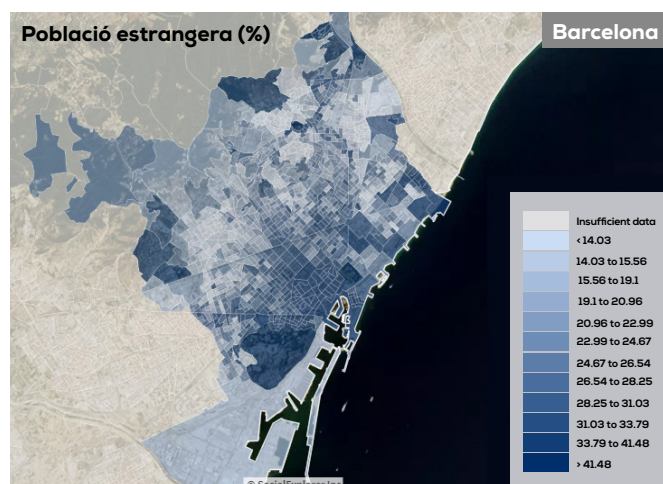 Població estrangera (%)
Barcelona
Insufficient data
<14.03
14.03 to 15.56
15.56 to 19.1
19.1 to 20.96
20.96 to 22.99
22.99 to 24.67
24.67 to 26.54
26.54 to 28.25
28.25 to 31.03
31.03 to 33.79
33.79 to 41.48
> 41.48
© SocialExplorer Inc